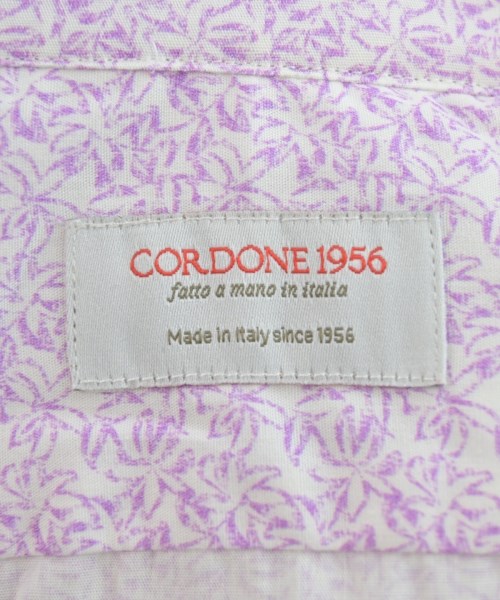 CORDONE 1956
fatto a mano in italia
Made in Italy since 1956